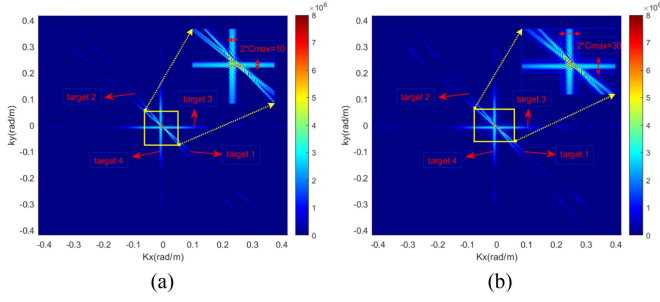 ×10⁶
0.4
0.3
0.2
0.1
0
-0.1
-0.2
-0.3
-0.4
ky(rad/m)
-0.4 -0.3 -0.2 -0.1 0 0.1 0.2 0.3 0.4
Kx(rad/m)
2*Cmax=10
target 2
target 3
target 4
target 1
8
7
6
5
4
3
2
1
0
(a)
×10⁶
0.4
0.3
0.2
0.1
0
-0.1
-0.2
-0.3
-0.4
ky(rad/m)
-0.4 -0.3 -0.2 -0.1 0 0.1 0.2 0.3 0.4
Kx(rad/m)
2*Cmax=30
target 2
target 3
target 4
target 1
8
7
6
5
4
3
2
1
0
(b)